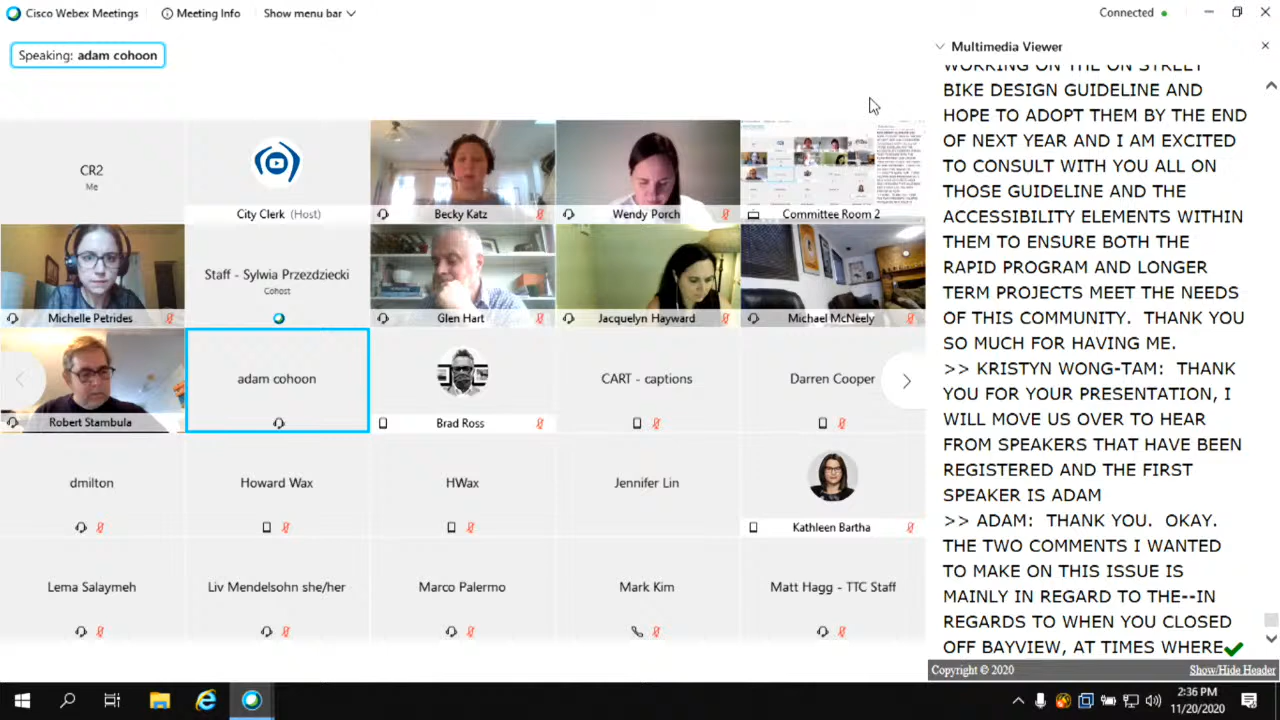 Cisco Webex Meetings
Meeting Info
Show menu bar
Connected
Speaking: adam cohoon
CR2
Me
City Clerk (Host)
Becky Katz
Wendy Porch
Committee Room 2
Michelle Petrides
Staff - Sylwia Przezdziecki
Cohost
Glen Hart
Jacquelyn Hayward
Michael McNeely
Robert Stambula
adam cohoon
Brad Ross
CART - captions
Darren Cooper
dmilton
Howard Wax
HWax
Jennifer Lin
Kathleen Bartha
Lema Salaymeh
Liv Mendelsohn she/her
Marco Palermo
Mark Kim
Matt Hagg - TTC Staff
Multimedia Viewer
WORKING ON THE ON STREET
BIKE DESIGN GUIDELINE AND
HOPE TO ADOPT THEM BY THE END
OF NEXT YEAR AND I AM EXCITED
TO CONSULT WITH YOU ALL ON
THOSE GUIDELINE AND THE
ACCESSIBILITY ELEMENTS WITHIN
THEM TO ENSURE BOTH THE
RAPID PROGRAM AND LONGER
TERM PROJECTS MEET THE NEEDS
OF THIS COMMUNITY.  THANK YOU
SO MUCH FOR HAVING ME.
>> KRISTYN WONG-TAM:  THANK
YOU FOR YOUR PRESENTATION, I
WILL MOVE US OVER TO HEAR
FROM SPEAKERS THAT HAVE BEEN
REGISTERED AND THE FIRST
SPEAKER IS ADAM
>> ADAM:  THANK YOU.  OKAY.
THE TWO COMMENTS I WANTED
TO MAKE ON THIS ISSUE IS
MAINLY IN REGARD TO THE--IN
REGARDS TO WHEN YOU CLOSED
OFF BAYVIEW, AT TIMES WHERE
Copyright © 2020
Show/Hide Header
2:36 PM
11/20/2020